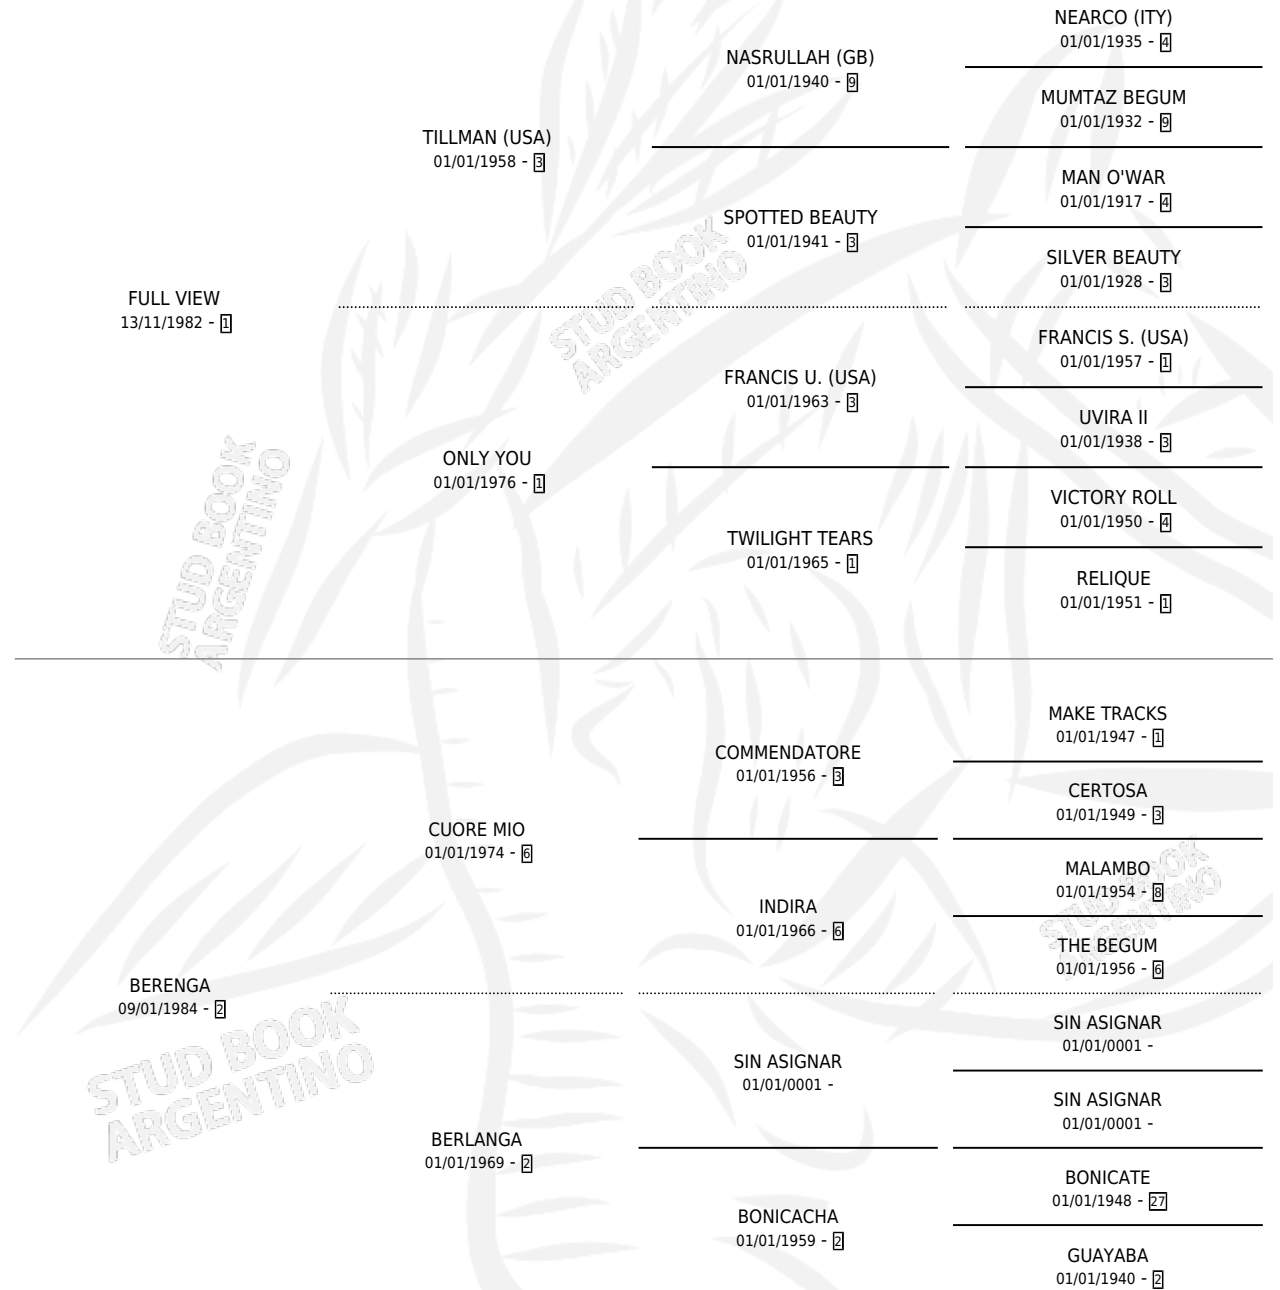 NEARCO (ITY)
01/01/1935 - 4
NASRULLAH (GB)
01/01/1940 - 9
MUMTAZ BEGUM
01/01/1932 - 9
TILLMAN (USA)
01/01/1958 - 3
MAN O'WAR
01/01/1917 - 4
SPOTTED BEAUTY
01/01/1941 - 3
SILVER BEAUTY
01/01/1928 - 3
FULL VIEW
13/11/1982 - 1
STUD BOOK
ARGENTINO
FRANCIS S. (USA)
01/01/1957 - 1
FRANCIS U. (USA)
01/01/1963 - 3
UVIRA II
01/01/1938 - 3
ONLY YOU
01/01/1976 - 1
VICTORY ROLL
01/01/1950 - 4
TWILIGHT TEARS
01/01/1965 - 1
RELIQUE
01/01/1951 - 1
STUD BOOK
ARGENTINO
MAKE TRACKS
01/01/1947 - 1
COMMENDATORE
01/01/1956 - 3
CERTOSA
01/01/1949 - 3
CUORE MIO
01/01/1974 - 6
MALAMBO
01/01/1954 - 8
INDIRA
01/01/1966 - 6
THE BEGUM
01/01/1956 - 6
STUD BOOK
ARGENTINO
BERENGA
09/01/1984 - 2
SIN ASIGNAR
01/01/0001 -
SIN ASIGNAR
01/01/0001 -
SIN ASIGNAR
01/01/0001 -
STUD BOOK
ARGENTINO
BERLANGA
01/01/1969 - 2
BONICATE
01/01/1948 - 27
BONICACHA
01/01/1959 - 2
GUAYABA
01/01/1940 - 2